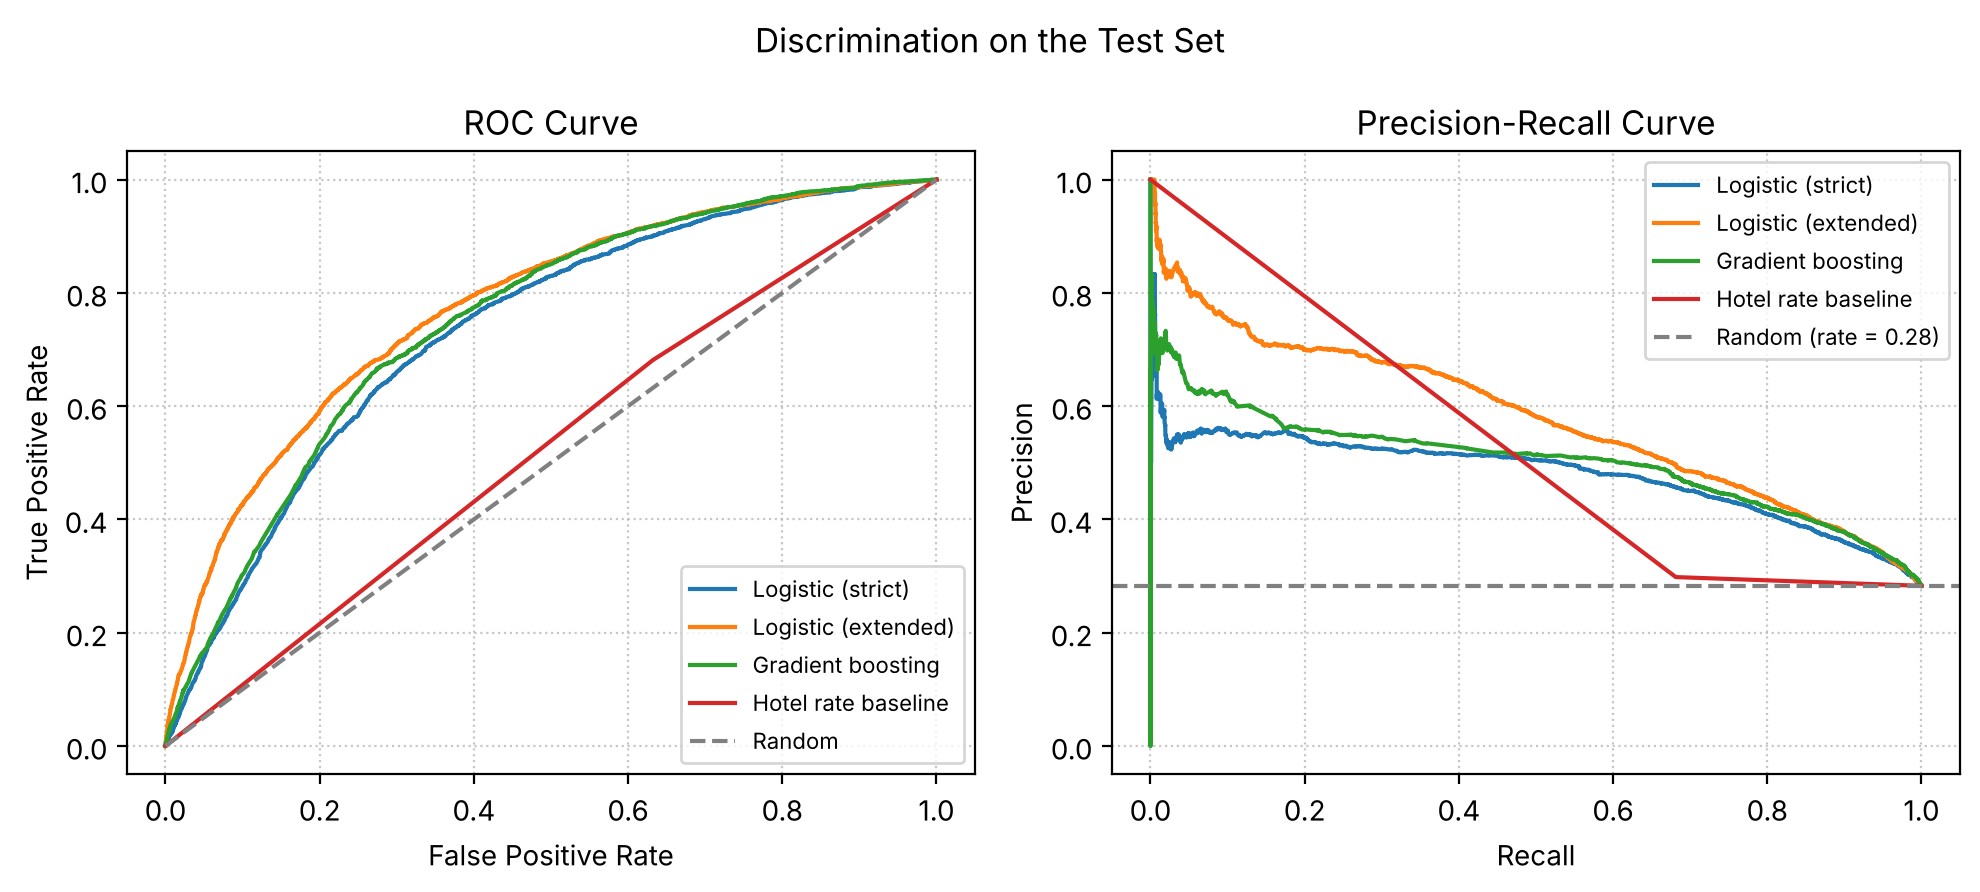 Discrimination on the Test Set
ROC Curve
1.0
0.8
0.6
0.4
0.2
0.0
True Positive Rate
0.0 0.2 0.4 0.6 0.8 1.0
False Positive Rate
Logistic (strict)
Logistic (extended)
Gradient boosting
Hotel rate baseline
Random
Precision-Recall Curve
1.0
0.8
0.6
0.4
0.2
0.0
Precision
0.0 0.2 0.4 0.6 0.8 1.0
Recall
Logistic (strict)
Logistic (extended)
Gradient boosting
Hotel rate baseline
Random (rate = 0.28)